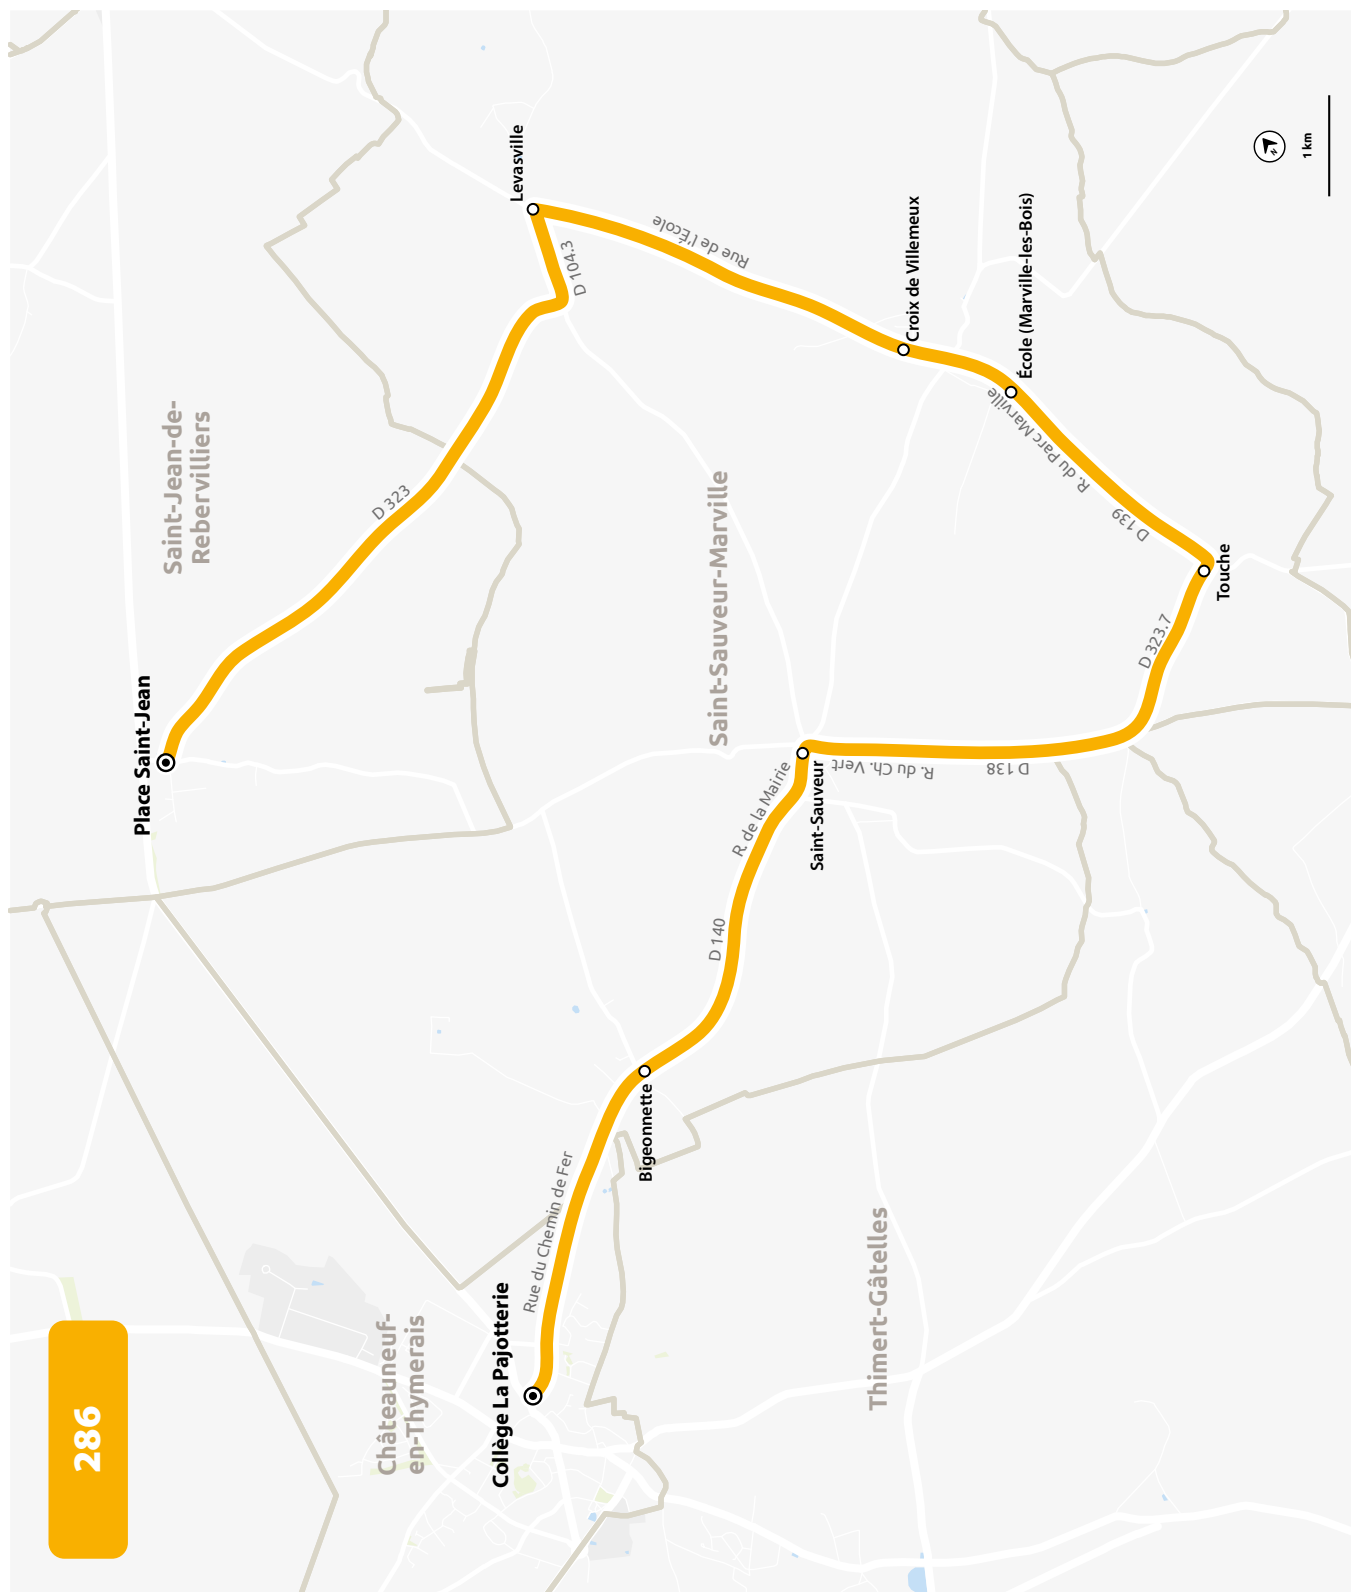 286
Place Saint-Jean
Saint-Jean-de-
Rebervilliers
D 323
D 104.3
Levasville
Rue de l'École
Croix de Villemeux
École (Marville-les-Bois)
R. du Parc Marville
D 139
Touche
D 323.7
D 138
R. du Ch. Vert
Saint-Sauveur
Saint-Sauveur-Marville
R. de la Mairie
D 140
Bigeonnette
Rue du Chemin de Fer
Collège La Pajotterie
Châteauneuf-
en-Thymerais
Thimert-Gâtelles
N
1 km